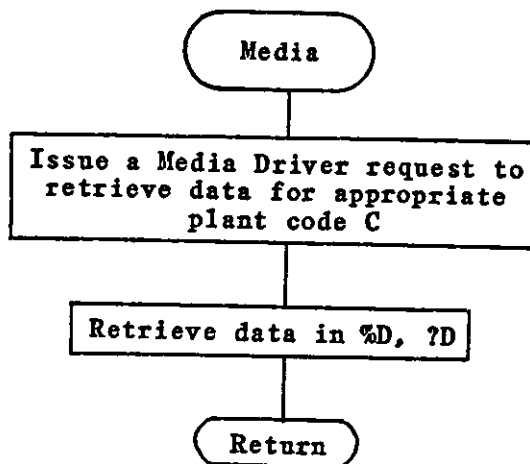 Media
Issue a Media Driver request to
retrieve data for appropriate
plant code C
Retrieve data in %D, ?D
Return